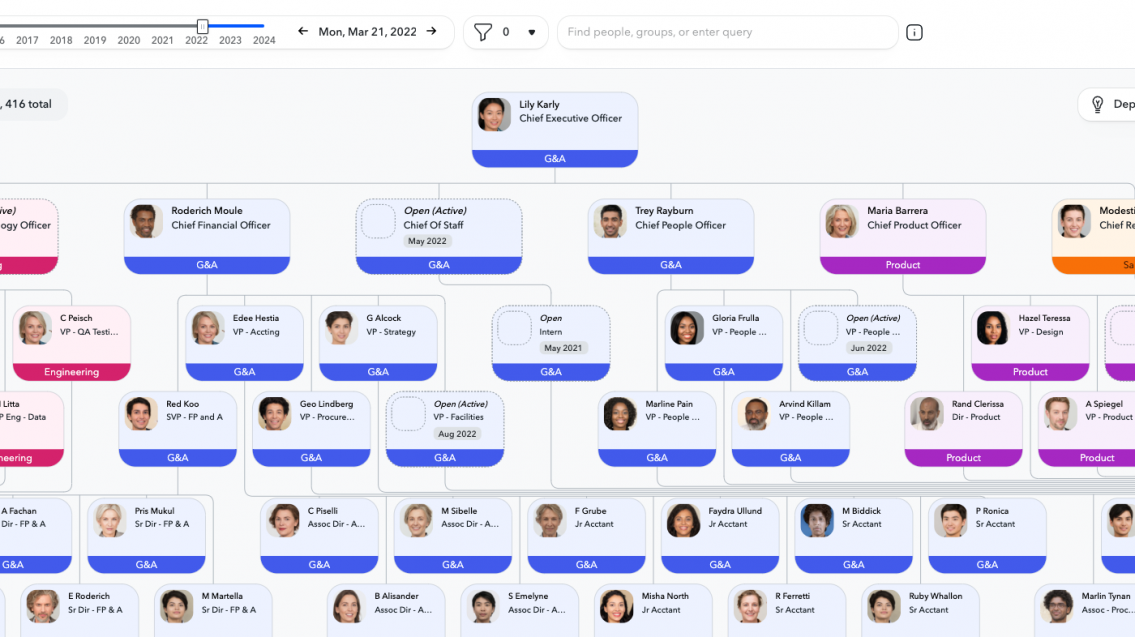 6 2017 2018 2019 2020 2021 2022 2023 2024
Mon, Mar 21, 2022
0
Find people, groups, or enter query
, 416 total
Dep
Lily Karly
Chief Executive Officer
G&A
ive)
ogy Officer
g
Roderich Moule
Chief Financial Officer
G&A
Open (Active)
Chief Of Staff
May 2022
G&A
Trey Rayburn
Chief People Officer
G&A
Maria Barrera
Chief Product Officer
Product
Modesti
Chief Re
Sa
C Peisch
VP - QA Testi...
Engineering
Edee Hestia
VP - Accting
G&A
G Alcock
VP - Strategy
G&A
Open
Intern
May 2021
G&A
Gloria Frulla
VP - People ...
G&A
Open (Active)
VP - People ...
Jun 2022
G&A
Hazel Teressa
VP - Design
Product
Litta
P Eng - Data
neering
Red Koo
SVP - FP and A
G&A
Geo Lindberg
VP - Procure...
G&A
Open (Active)
VP - Facilities
Aug 2022
G&A
Marline Pain
VP - People ...
G&A
Arvind Killam
VP - People ...
G&A
Rand Clerissa
Dir - Product
Product
A Spiegel
VP - Product
Product
A Fachan
Dir - FP & A
G&A
Pris Mukul
Sr Dir - FP & A
G&A
C Piselli
Assoc Dir - A...
G&A
M Sibelle
Assoc Dir - A...
G&A
F Grube
Jr Acctant
G&A
Faydra Ullund
Jr Acctant
G&A
M Biddick
Sr Acctant
G&A
P Ronica
Sr Acctant
G&A
E Roderich
Sr Dir - FP & A
M Martella
Sr Dir - FP & A
B Alisander
Assoc Dir - A...
S Emelyne
Assoc Dir - A...
Misha North
Jr Acctant
R Ferretti
Sr Acctant
Ruby Whallon
Sr Acctant
Marlin Tynan
Assoc - Proc...